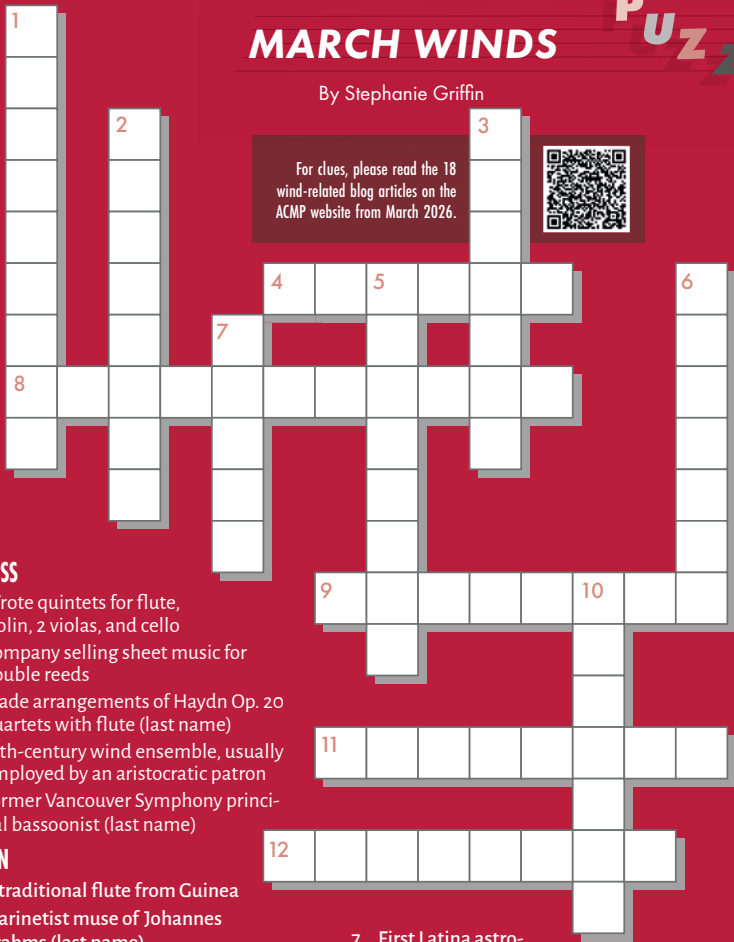 P U Z Z
MARCH WINDS
By Stephanie Griffin
For clues, please read the 18
wind-related blog articles on the
ACMP website from March 2026.
1
2
3
4 5 6
7
8
9 10
11
12
SS
rote quintets for flute,
olin, 2 violas, and cello
ompany selling sheet music for
ouble reeds
ade arrangements of Haydn Op. 20
uartets with flute (last name)
th-century wind ensemble, usually
mployed by an aristocratic patron
rmer Vancouver Symphony princi-
al bassoonist (last name)
N
traditional flute from Guinea
arinetist muse of Johannes
rahms (last name)
7 First Latina astro-